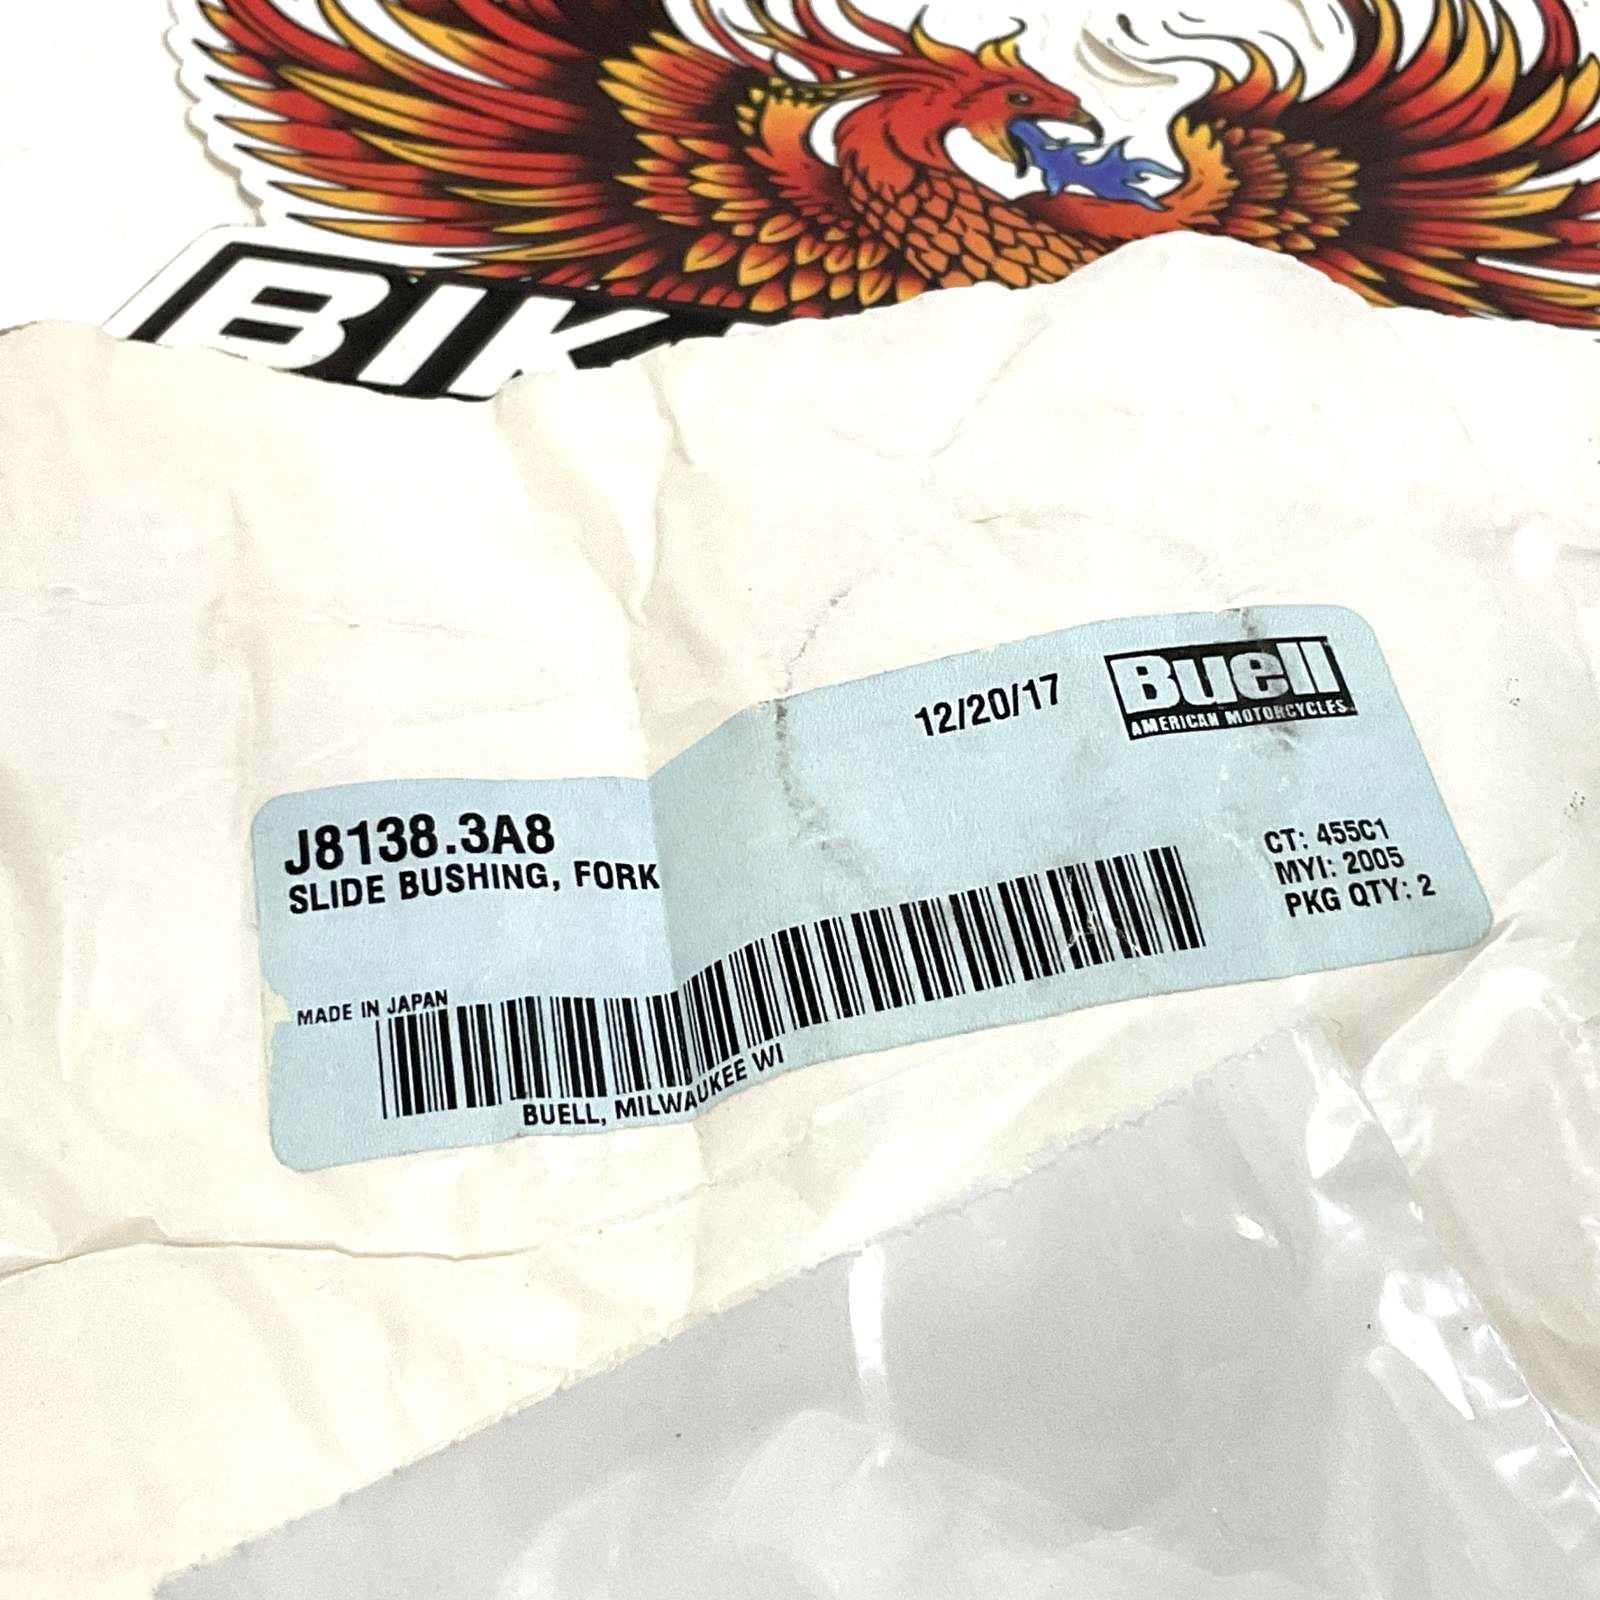 BIK
12/20/17
Buell
AMERICAN MOTORCYCLES
J8138.3A8
SLIDE BUSHING, FORK
CT: 455C1
MYI: 2005
PKG QTY: 2
MADE IN JAPAN
BUELL, MILWAUKEE WI